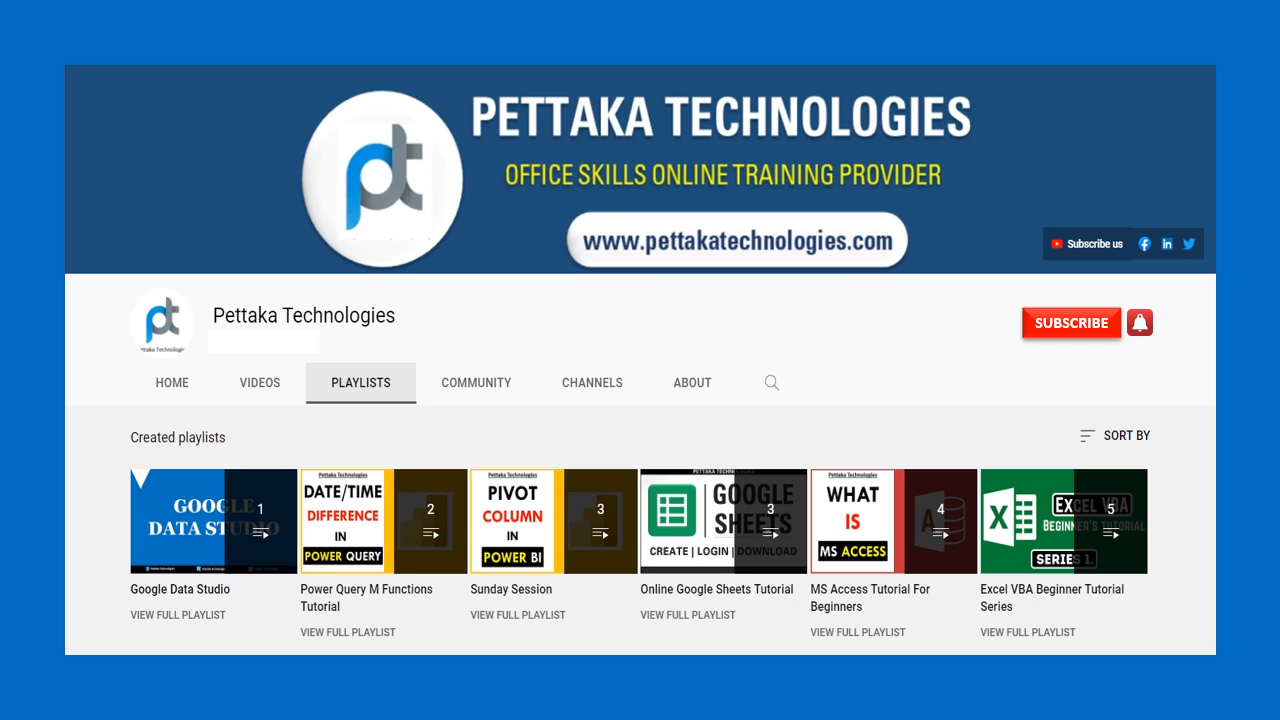 pt
PETTAKA TECHNOLOGIES
OFFICE SKILLS ONLINE TRAINING PROVIDER
www.pettakatechnologies.com
Subscribe us
pt
Pettaka Technologies
SUBSCRIBE
HOME VIDEOS PLAYLISTS COMMUNITY CHANNELS ABOUT
Created playlists
SORT BY
GOOGLE
DATA STUDIO
1
Google Data Studio
VIEW FULL PLAYLIST
Pettaka Technologies
DATE/TIME
DIFFERENCE
IN
POWER QUERY
2
Power Query M Functions
Tutorial
VIEW FULL PLAYLIST
Pettaka Technologies
PIVOT
COLUMN
IN
POWER BI
3
Sunday Session
VIEW FULL PLAYLIST
PETTAKA TECHNOLOGIES
GOOGLE
SHEETS
CREATE | LOGIN | DOWNLOAD
3
Online Google Sheets Tutorial
VIEW FULL PLAYLIST
Pettaka Technologies
WHAT
IS
MS ACCESS
A
4
MS Access Tutorial For
Beginners
VIEW FULL PLAYLIST
X
EXCEL VBA
BEGINNER'S TUTORIAL
SERIES 1.
5
Excel VBA Beginner Tutorial
Series
VIEW FULL PLAYLIST